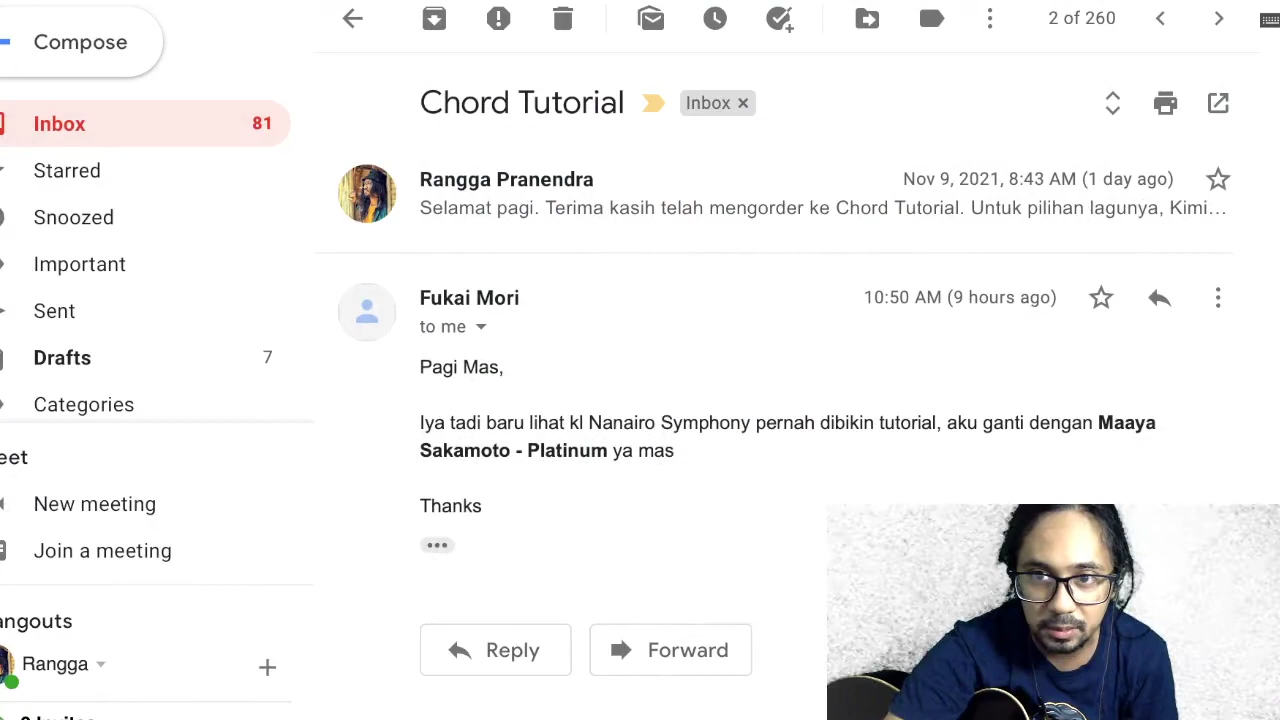 Compose
2 of 260
Inbox 81
Starred
Snoozed
Important
Sent
Drafts 7
Categories
eet
New meeting
Join a meeting
angouts
Rangga
Chord Tutorial Inbox ×
Rangga Pranendra Nov 9, 2021, 8:43 AM (1 day ago)
Selamat pagi. Terima kasih telah mengorder ke Chord Tutorial. Untuk pilihan lagunya, Kimi…
Fukai Mori 10:50 AM (9 hours ago)
to me
Pagi Mas,
Iya tadi baru lihat kl Nanairo Symphony pernah dibikin tutorial, aku ganti dengan Maaya
Sakamoto - Platinum ya mas
Thanks
Reply Forward